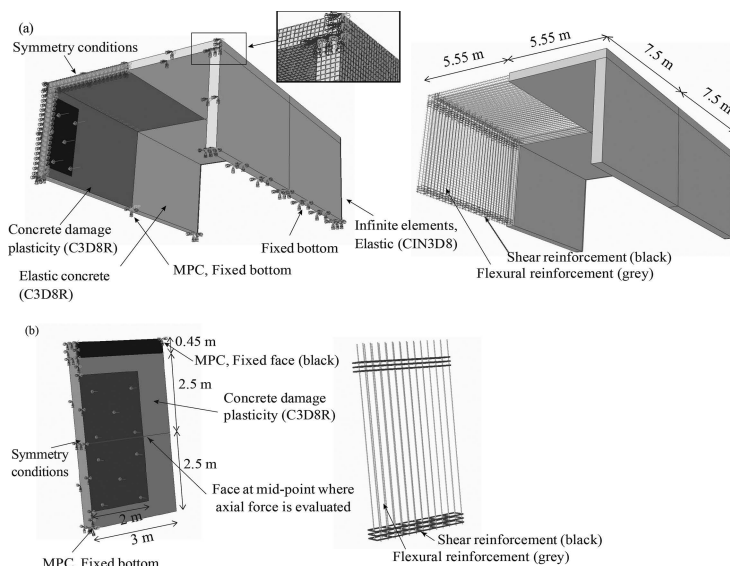 (a)
Symmetry conditions
5.55 m
5.55 m
7.5 m
7.5 m
Concrete damage
plasticity (C3D8R)
Elastic concrete
(C3D8R)
MPC, Fixed bottom
Fixed bottom
Infinite elements,
Elastic (CIN3D8)
Shear reinforcement (black)
Flexural reinforcement (grey)
(b)
0.45 m
MPC, Fixed face (black)
2.5 m
Concrete damage
plasticity (C3D8R)
Symmetry
conditions
2.5 m
Face at mid-point where
axial force is evaluated
2 m
3 m
MPC, Fixed bottom
Shear reinforcement (black)
Flexural reinforcement (grey)